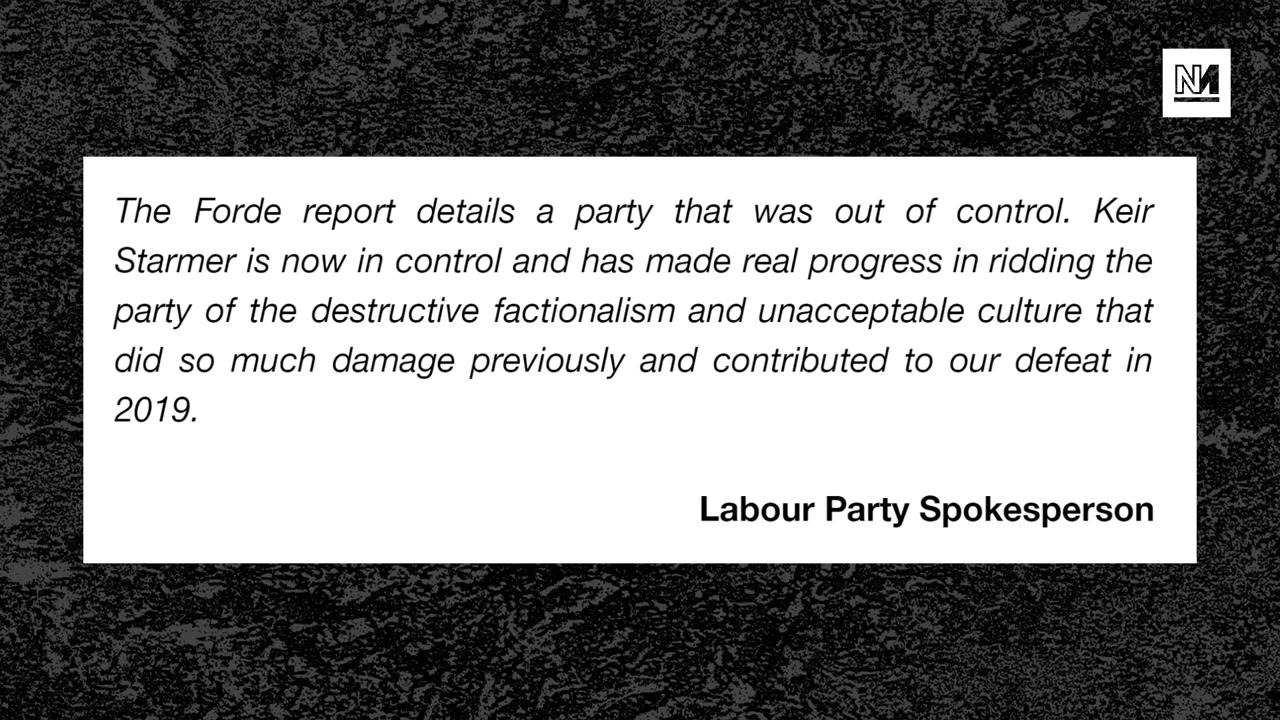 NM
The Forde report details a party that was out of control. Keir
Starmer is now in control and has made real progress in ridding the
party of the destructive factionalism and unacceptable culture that
did so much damage previously and contributed to our defeat in
2019.
Labour Party Spokesperson